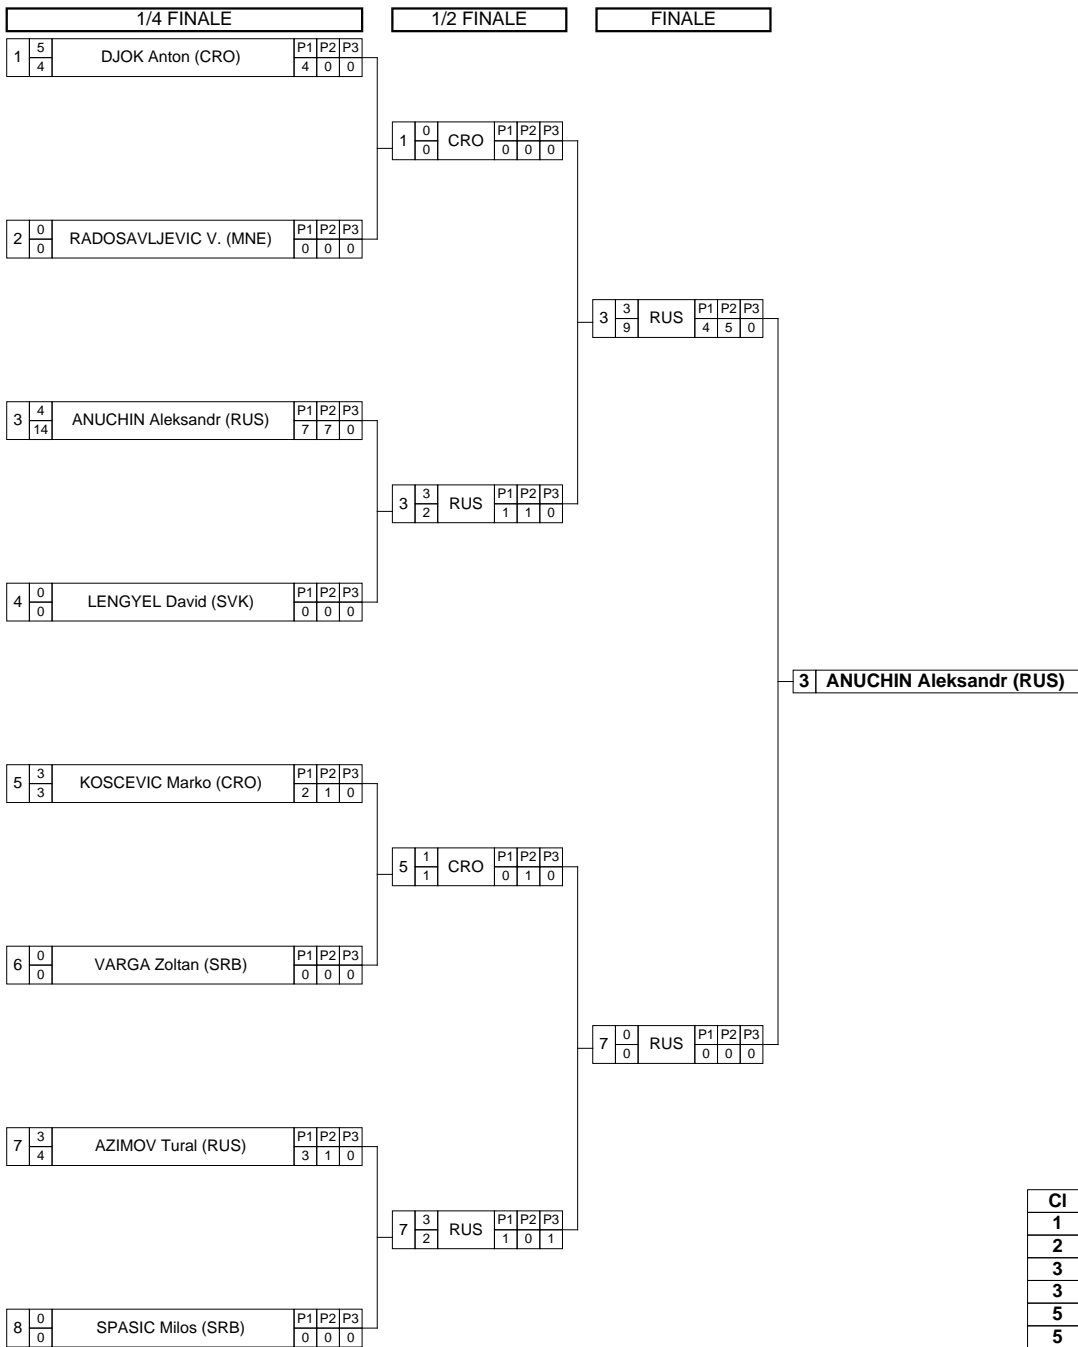 1/4 FINALE 1/2 FINALE FINALE
1 5 4 DJOK Anton (CRO) P1 P2 P3 4 0 0
1 0 0 CRO P1 P2 P3 0 0 0
2 0 0 RADOSAVLJEVIC V. (MNE) P1 P2 P3 0 0 0
3 3 9 RUS P1 P2 P3 4 5 0
3 4 14 ANUCHIN Aleksandr (RUS) P1 P2 P3 7 7 0
3 3 2 RUS P1 P2 P3 1 1 0
4 0 0 LENGYEL David (SVK) P1 P2 P3 0 0 0
3 ANUCHIN Aleksandr (RUS)
5 3 3 KOSCEVIC Marko (CRO) P1 P2 P3 2 1 0
5 1 1 CRO P1 P2 P3 0 1 0
6 0 0 VARGA Zoltan (SRB) P1 P2 P3 0 0 0
7 0 0 RUS P1 P2 P3 0 0 0
7 3 4 AZIMOV Tural (RUS) P1 P2 P3 3 1 0
7 3 2 RUS P1 P2 P3 1 0 1
8 0 0 SPASIC Milos (SRB) P1 P2 P3 0 0 0
Cl
1
2
3
3
5
5